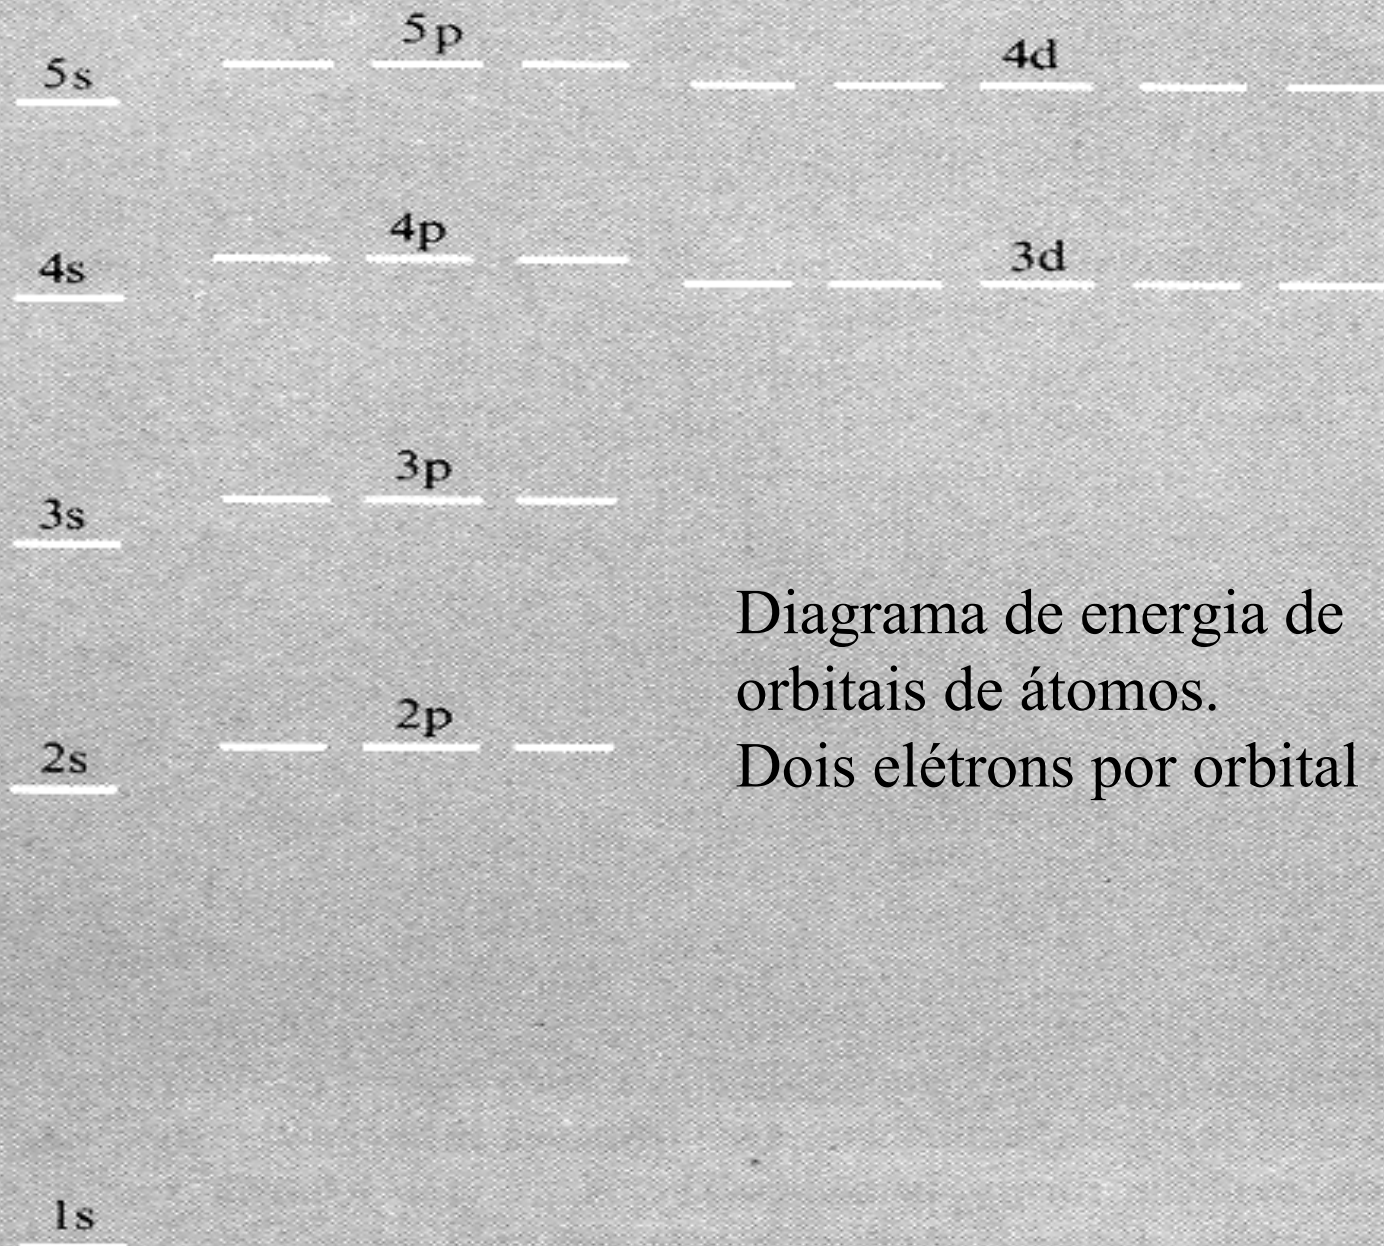 5p
4d
5s
4p
3d
4s
3p
3s
Diagrama de energia de
orbitais de átomos.
2p
Dois elétrons por orbital
2s
1s